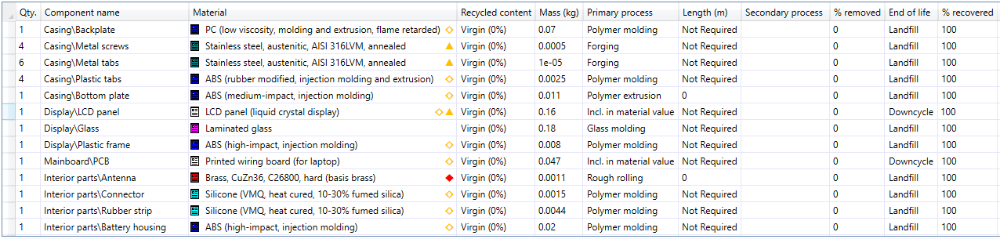 Qty. Component name Material Recycled content Mass (kg) Primary process Length (m) Secondary process % removed End of life % recovered
1 Casing\Backplate PC (low viscosity, molding and extrusion, flame retarded) Virgin (0%) 0.07 Polymer molding Not Required 0 Landfill 100
4 Casing\Metal screws Stainless steel, austenitic, AISI 316LVM, annealed Virgin (0%) 0.0005 Forging Not Required 0 Landfill 100
6 Casing\Metal tabs Stainless steel, austenitic, AISI 316LVM, annealed Virgin (0%) 1e-05 Forging Not Required 0 Landfill 100
4 Casing\Plastic tabs ABS (rubber modified, injection molding and extrusion) Virgin (0%) 0.0025 Polymer molding Not Required 0 Landfill 100
1 Casing\Bottom plate ABS (medium-impact, injection molding) Virgin (0%) 0.011 Polymer extrusion 0 0 Landfill 100
1 Display\LCD panel LCD panel (liquid crystal display) Virgin (0%) 0.16 Incl. in material value Not Required 0 Downcycle 100
1 Display\Glass Laminated glass Virgin (0%) 0.18 Glass molding Not Required 0 Landfill 100
1 Display\Plastic frame ABS (high-impact, injection molding) Virgin (0%) 0.008 Polymer molding Not Required 0 Landfill 100
1 Mainboard\PCB Printed wiring board (for laptop) Virgin (0%) 0.047 Incl. in material value Not Required 0 Downcycle 100
1 Interior parts\Antenna Brass, CuZn36, C26800, hard (basis brass) Virgin (0%) 0.0011 Rough rolling 0 0 Landfill 100
1 Interior parts\Connector Silicone (VMQ, heat cured, 10-30% fumed silica) Virgin (0%) 0.0015 Polymer molding Not Required 0 Landfill 100
1 Interior parts\Rubber strip Silicone (VMQ, heat cured, 10-30% fumed silica) Virgin (0%) 0.0044 Polymer molding Not Required 0 Landfill 100
1 Interior parts\Battery housing ABS (high-impact, injection molding) Virgin (0%) 0.02 Polymer molding Not Required 0 Landfill 100